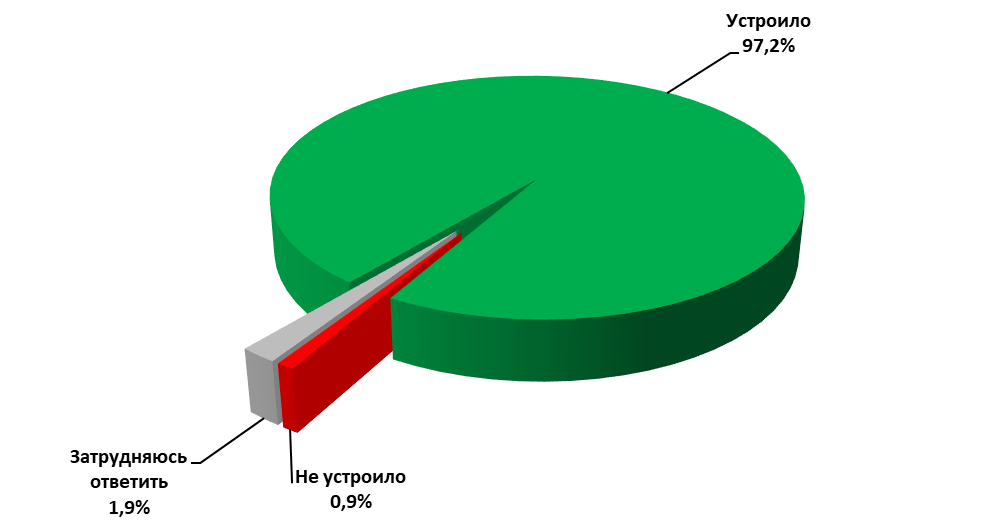 Устроило
97,2%
Затрудняюсь
ответить
1,9%
Не устроило
0,9%